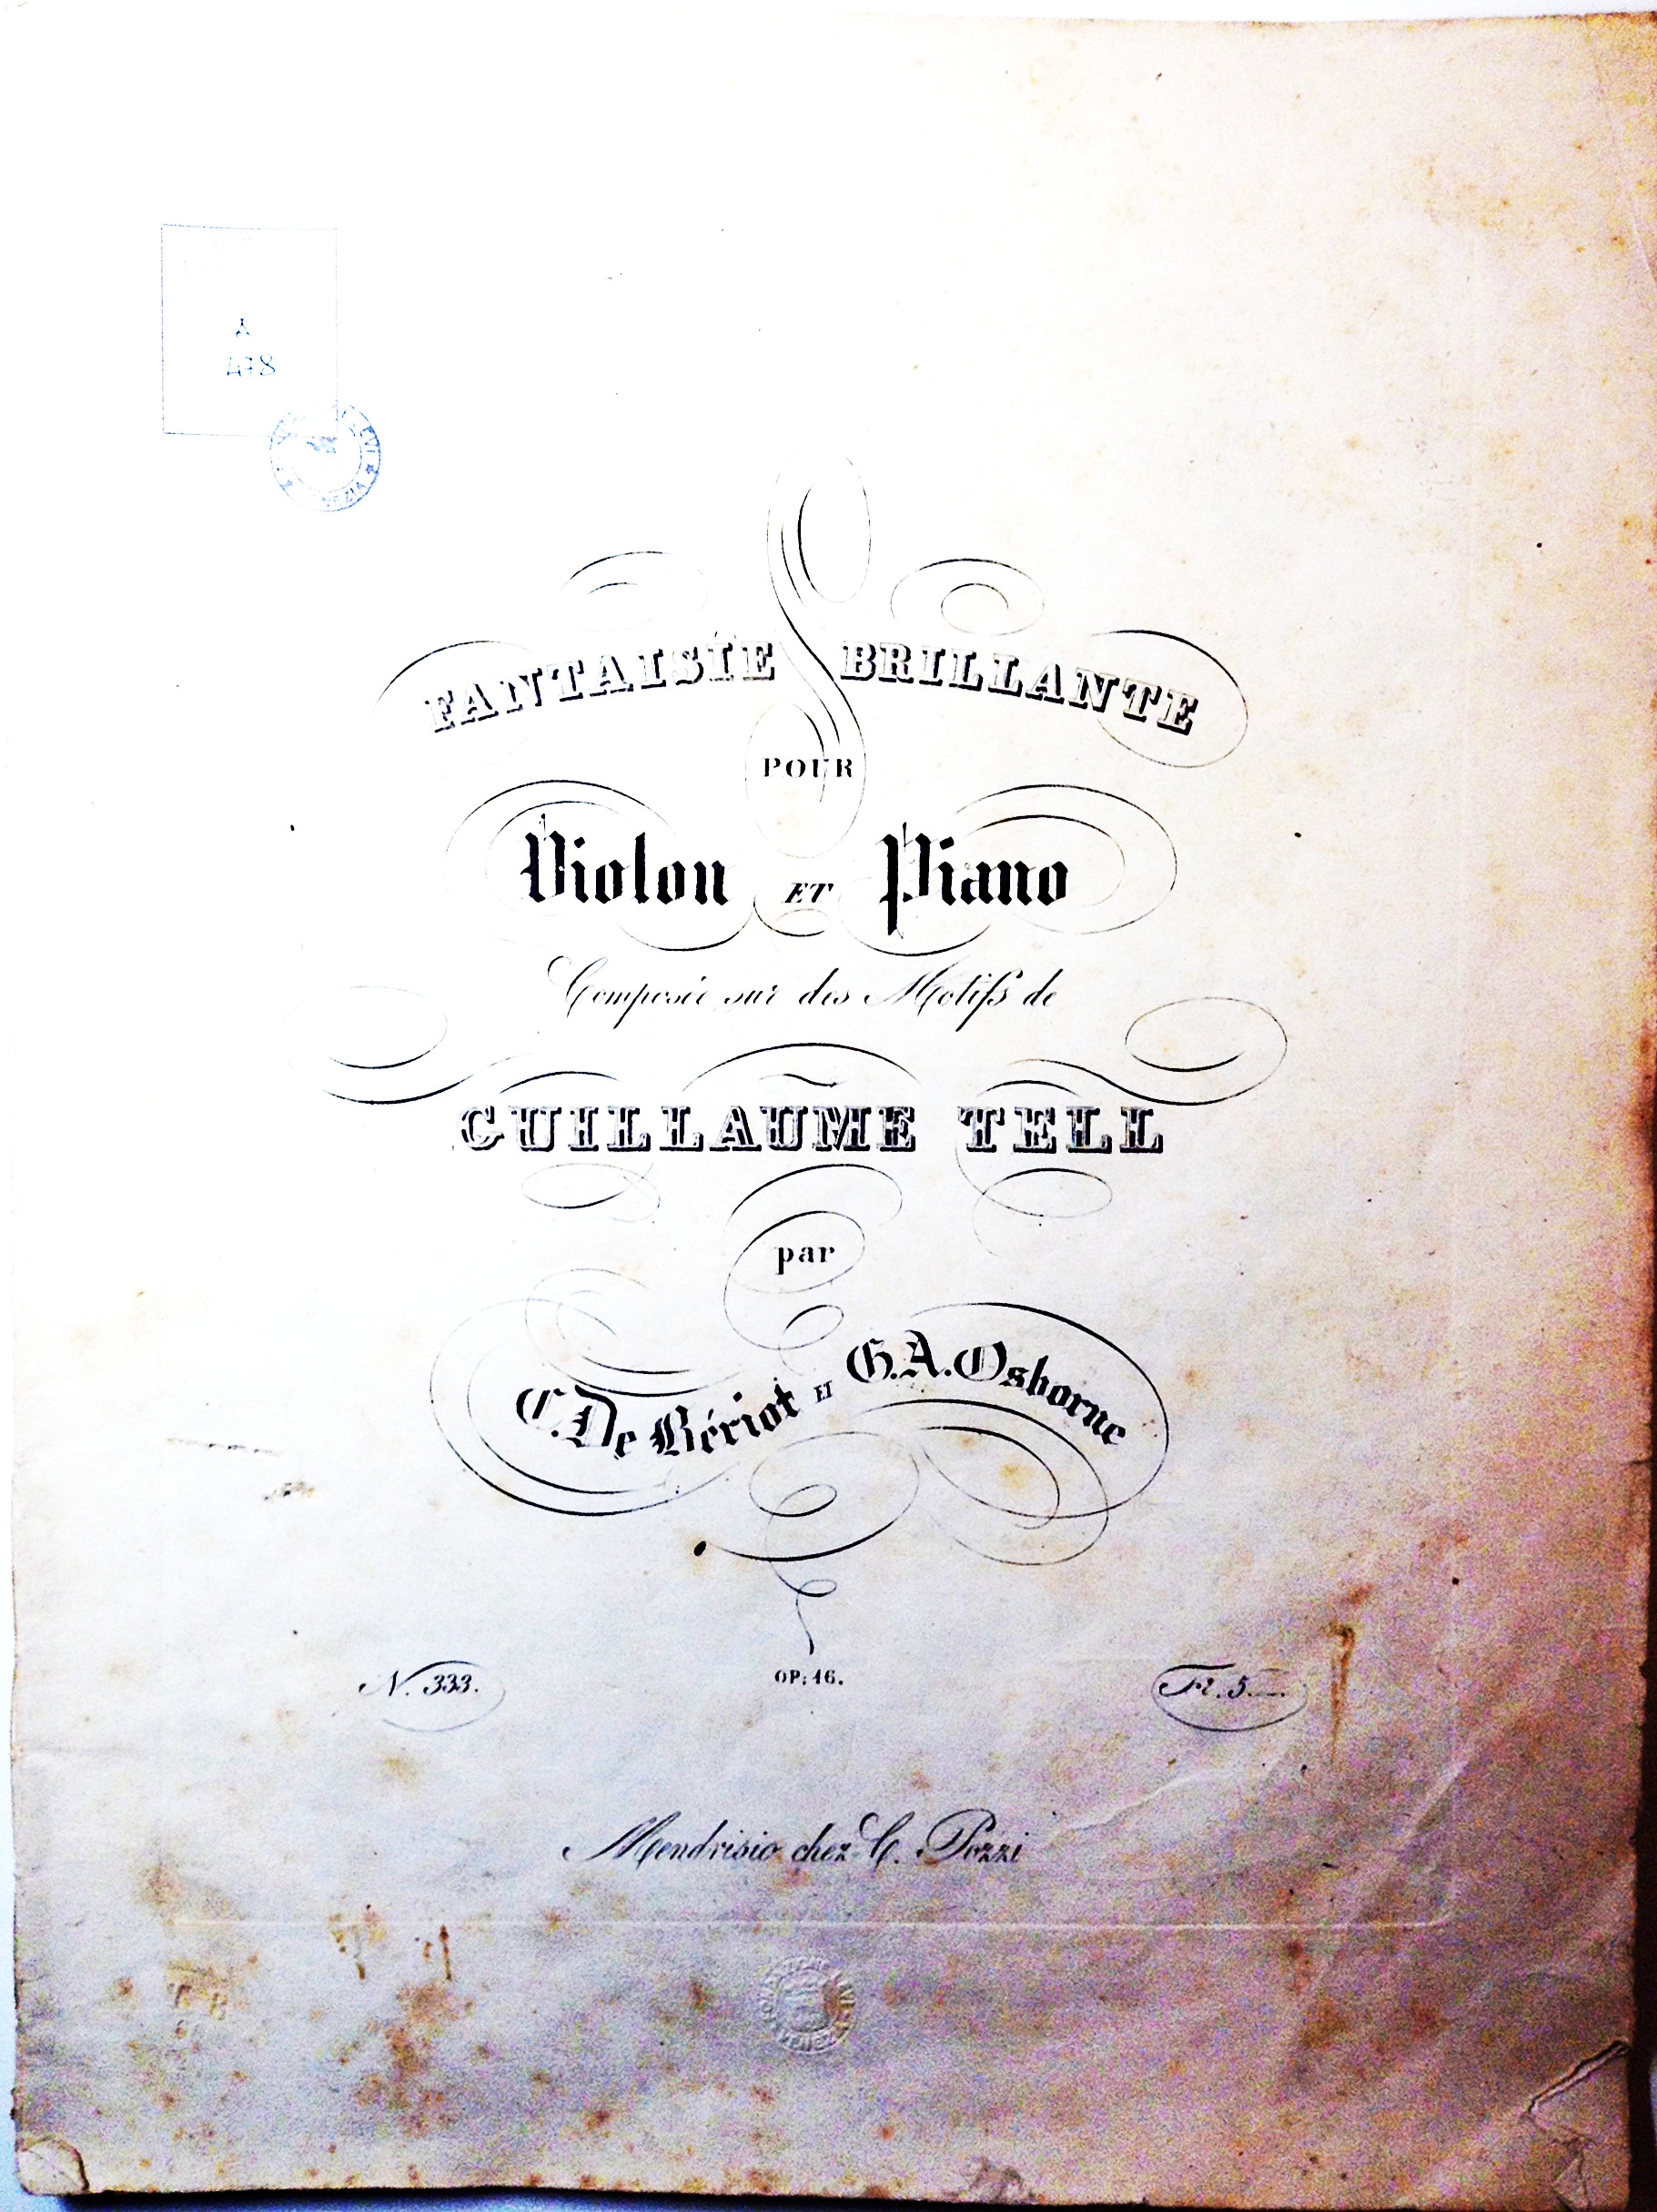 A
478
FANTAISIE BRILLANTE
POUR
Violon ET Piano
Composée sur des Motifs de
GUILLAUME TELL
par
C. De Bériot ET G. A. Osborne
N. 333.
OP: 16.
Fr. 5.
Mendrisio chez C. Pozzi